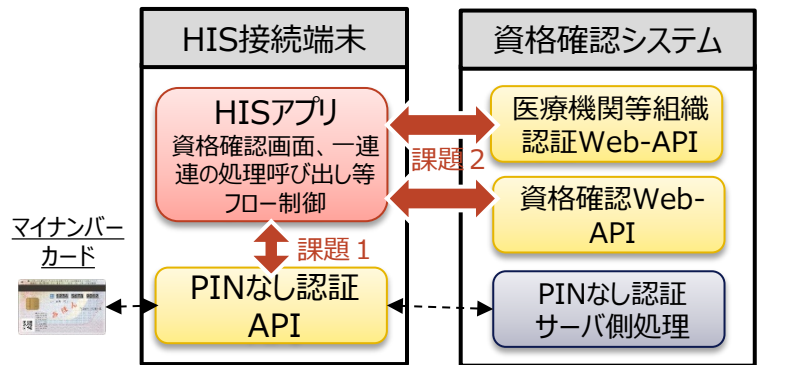 HIS接続端末
資格確認システム
HISアプリ
資格確認画面、一連
連の処理呼び出し等
フロー制御
医療機関等組織
認証Web-API
課題２
資格確認Web-
API
マイナンバー
カード
課題１
PINなし認証
API
PINなし認証
サーバ側処理